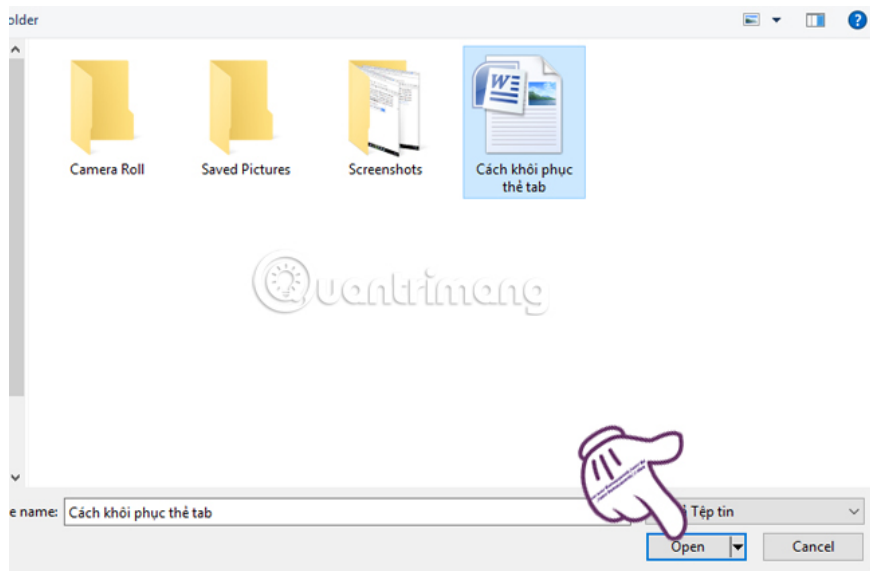 older
Camera Roll
Saved Pictures
Screenshots
Cách khôi phục
thẻ tab
Quantrimang
e name: Cách khôi phục thẻ tab
Tệp tin
Open
Cancel